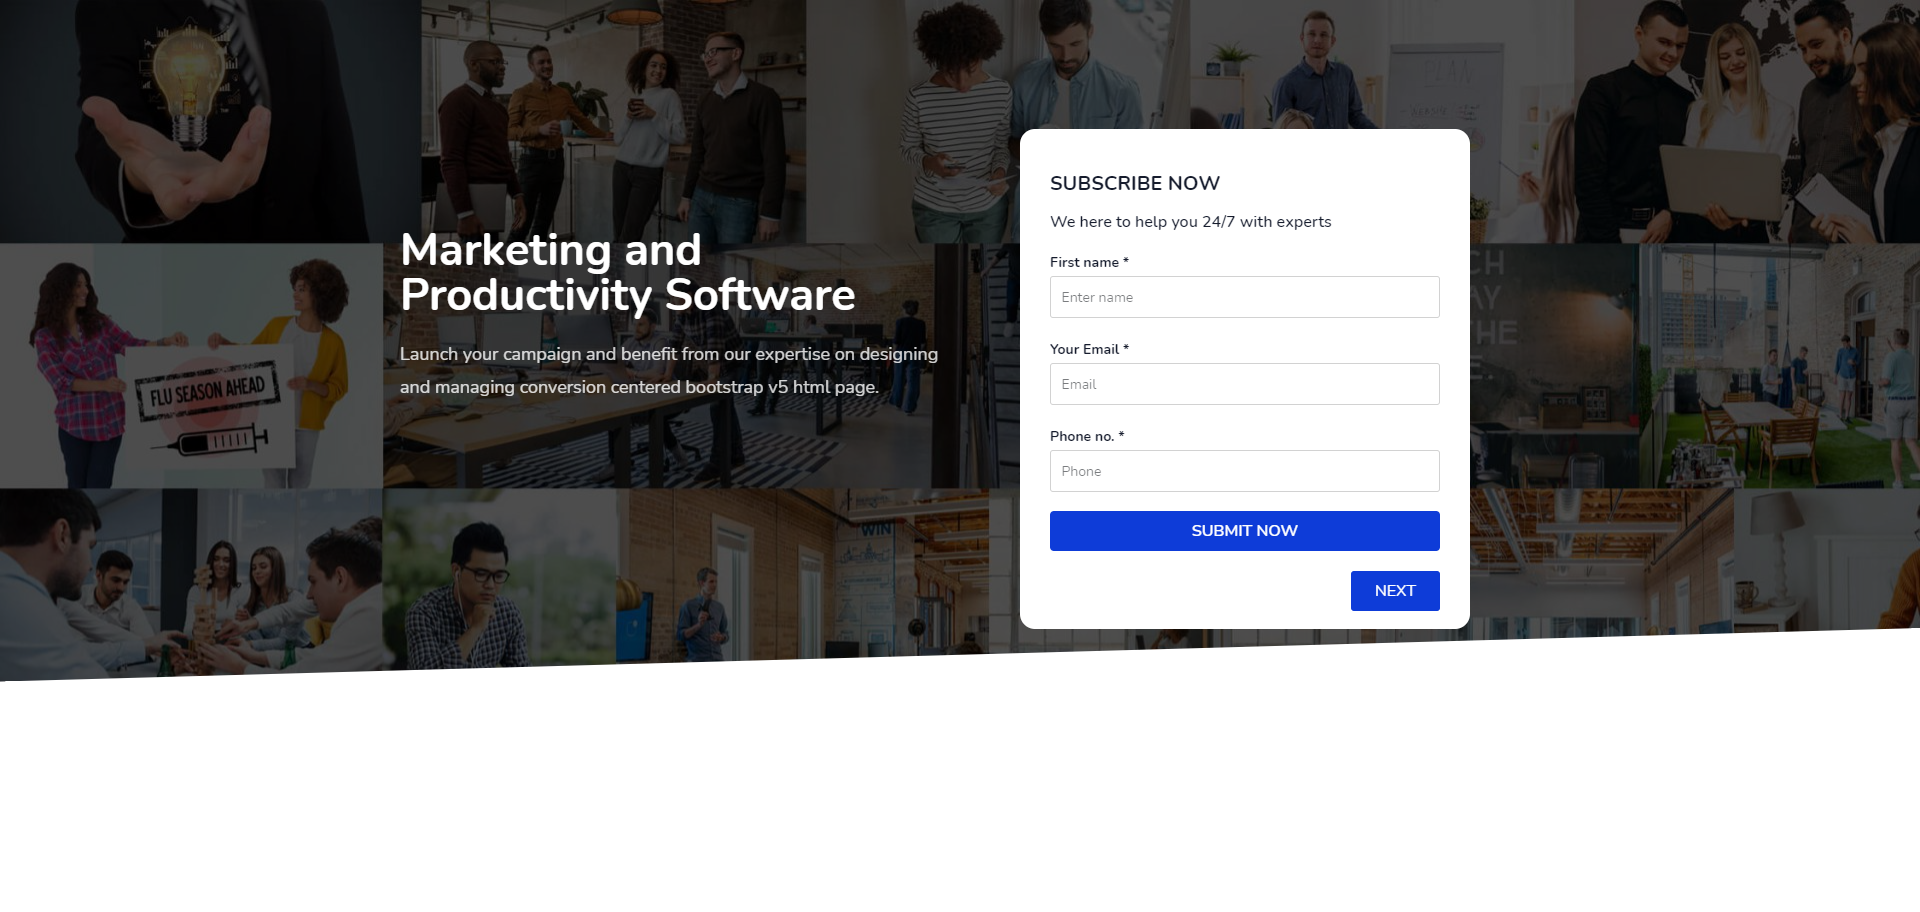 PLAN
Marketing and
Productivity Software
Launch your campaign and benefit from our expertise on designing
and managing conversion centered bootstrap v5 html page.
FLU SEASON AHEAD
WIN
SUBSCRIBE NOW
We here to help you 24/7 with experts
First name *
Enter name
Your Email *
Email
Phone no. *
Phone
SUBMIT NOW
NEXT